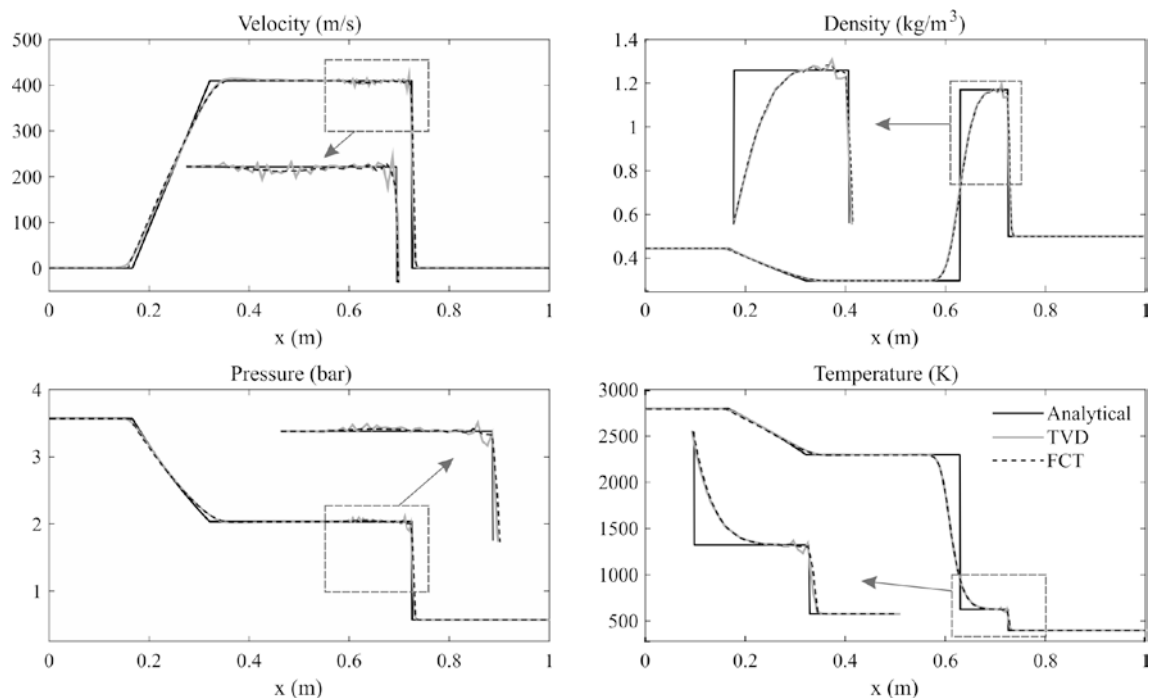 Velocity (m/s)
500
400
300
200
100
0
0 0.2 0.4 0.6 0.8 1
x (m)
Density (kg/m³)
1.4
1.2
1.0
0.8
0.6
0.4
0 0.2 0.4 0.6 0.8 1
x (m)
Pressure (bar)
4
3
2
1
0 0.2 0.4 0.6 0.8 1
x (m)
Temperature (K)
3000
2500
2000
1500
1000
500
Analytical
TVD
FCT
0 0.2 0.4 0.6 0.8 1
x (m)